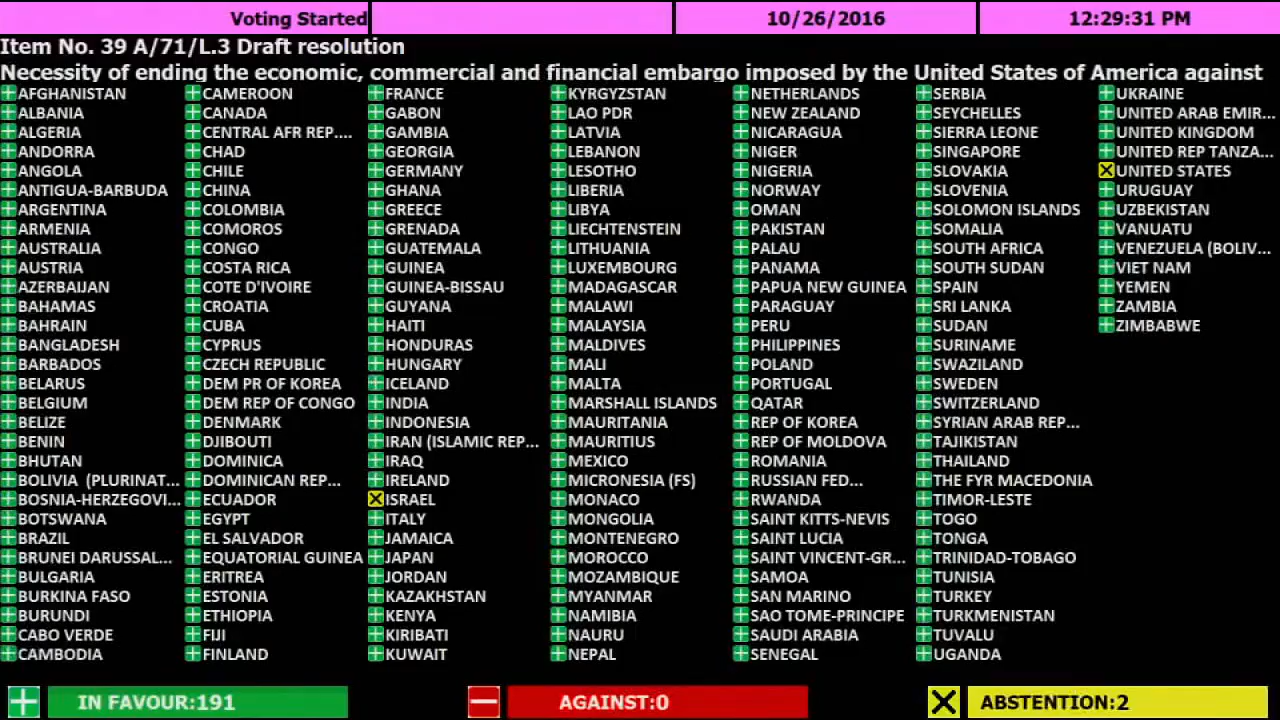 Voting Started 10/26/2016 12:29:31 PM
Item No. 39 A/71/L.3 Draft resolution
Necessity of ending the economic, commercial and financial embargo imposed by the United States of America against
AFGHANISTAN
ALBANIA
ALGERIA
ANDORRA
ANGOLA
ANTIGUA-BARBUDA
ARGENTINA
ARMENIA
AUSTRALIA
AUSTRIA
AZERBAIJAN
BAHAMAS
BAHRAIN
BANGLADESH
BARBADOS
BELARUS
BELGIUM
BELIZE
BENIN
BHUTAN
BOLIVIA (PLURINAT...
BOSNIA-HERZEGOVI...
BOTSWANA
BRAZIL
BRUNEI DARUSSAL...
BULGARIA
BURKINA FASO
BURUNDI
CABO VERDE
CAMBODIA
CAMEROON
CANADA
CENTRAL AFR REP....
CHAD
CHILE
CHINA
COLOMBIA
COMOROS
CONGO
COSTA RICA
COTE D'IVOIRE
CROATIA
CUBA
CYPRUS
CZECH REPUBLIC
DEM PR OF KOREA
DEM REP OF CONGO
DENMARK
DJIBOUTI
DOMINICA
DOMINICAN REP...
ECUADOR
EGYPT
EL SALVADOR
EQUATORIAL GUINEA
ERITREA
ESTONIA
ETHIOPIA
FIJI
FINLAND
FRANCE
GABON
GAMBIA
GEORGIA
GERMANY
GHANA
GREECE
GRENADA
GUATEMALA
GUINEA
GUINEA-BISSAU
GUYANA
HAITI
HONDURAS
HUNGARY
ICELAND
INDIA
INDONESIA
IRAN (ISLAMIC REP...
IRAQ
IRELAND
ISRAEL
ITALY
JAMAICA
JAPAN
JORDAN
KAZAKHSTAN
KENYA
KIRIBATI
KUWAIT
KYRGYZSTAN
LAO PDR
LATVIA
LEBANON
LESOTHO
LIBERIA
LIBYA
LIECHTENSTEIN
LITHUANIA
LUXEMBOURG
MADAGASCAR
MALAWI
MALAYSIA
MALDIVES
MALI
MALTA
MARSHALL ISLANDS
MAURITANIA
MAURITIUS
MEXICO
MICRONESIA (FS)
MONACO
MONGOLIA
MONTENEGRO
MOROCCO
MOZAMBIQUE
MYANMAR
NAMIBIA
NAURU
NEPAL
NETHERLANDS
NEW ZEALAND
NICARAGUA
NIGER
NIGERIA
NORWAY
OMAN
PAKISTAN
PALAU
PANAMA
PAPUA NEW GUINEA
PARAGUAY
PERU
PHILIPPINES
POLAND
PORTUGAL
QATAR
REP OF KOREA
REP OF MOLDOVA
ROMANIA
RUSSIAN FED...
RWANDA
SAINT KITTS-NEVIS
SAINT LUCIA
SAINT VINCENT-GR...
SAMOA
SAN MARINO
SAO TOME-PRINCIPE
SAUDI ARABIA
SENEGAL
SERBIA
SEYCHELLES
SIERRA LEONE
SINGAPORE
SLOVAKIA
SLOVENIA
SOLOMON ISLANDS
SOMALIA
SOUTH AFRICA
SOUTH SUDAN
SPAIN
SRI LANKA
SUDAN
SURINAME
SWAZILAND
SWEDEN
SWITZERLAND
SYRIAN ARAB REP...
TAJIKISTAN
THAILAND
THE FYR MACEDONIA
TIMOR-LESTE
TOGO
TONGA
TRINIDAD-TOBAGO
TUNISIA
TURKEY
TURKMENISTAN
TUVALU
UGANDA
UKRAINE
UNITED ARAB EMIR...
UNITED KINGDOM
UNITED REP TANZA...
UNITED STATES
URUGUAY
UZBEKISTAN
VANUATU
VENEZUELA (BOLIV...
VIET NAM
YEMEN
ZAMBIA
ZIMBABWE
IN FAVOUR:191 AGAINST:0 ABSTENTION:2